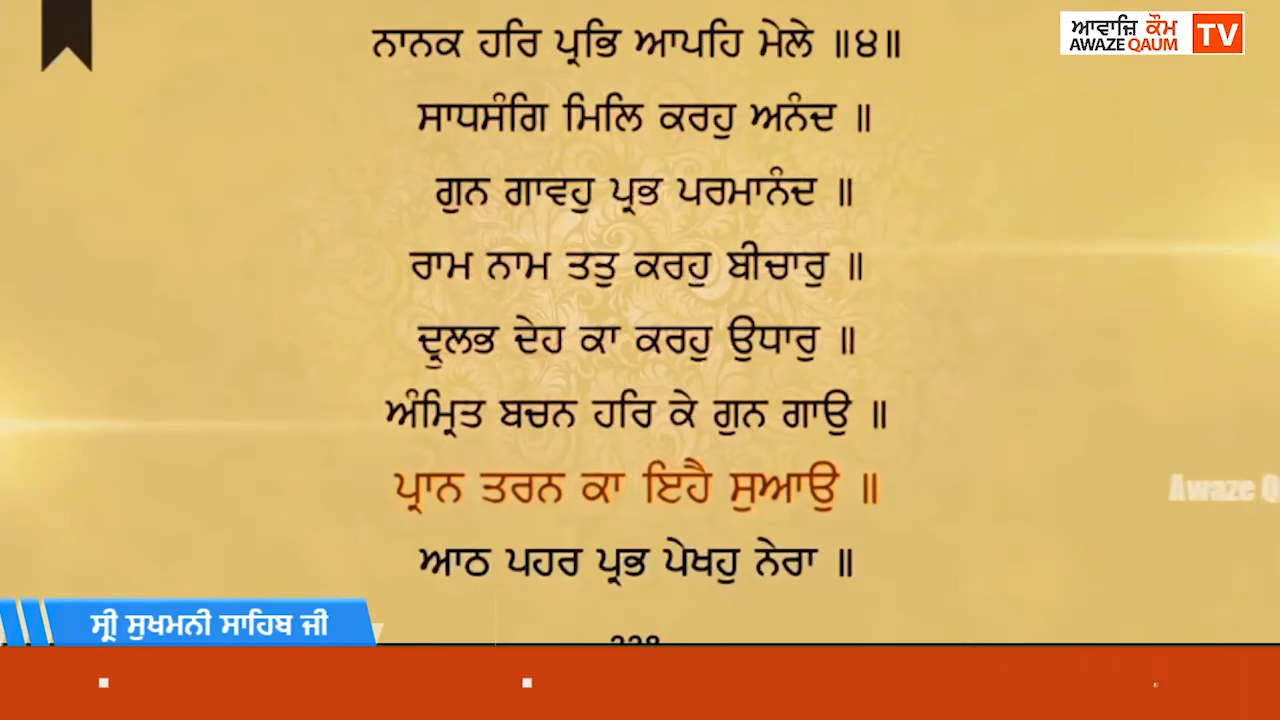 ਨਾਨਕ ਹਰਿ ਪ੍ਰਭਿ ਆਪਹਿ ਮੇਲੇ ॥੪॥
ਆਵਾਜ਼ਿ ਕੌਮ
AWAZE QAUM
TV
ਸਾਧਸੰਗਿ ਮਿਲਿ ਕਰਹੁ ਅਨੰਦ ॥
ਗੁਨ ਗਾਵਹੁ ਪ੍ਰਭ ਪਰਮਾਨੰਦ ॥
ਰਾਮ ਨਾਮ ਤਤੁ ਕਰਹੁ ਬੀਚਾਰੁ ॥
ਦ੍ਰੁਲਭ ਦੇਹ ਕਾ ਕਰਹੁ ਉਧਾਰੁ ॥
ਅੰਮ੍ਰਿਤ ਬਚਨ ਹਰਿ ਕੇ ਗੁਨ ਗਾਉ ॥
ਪ੍ਰਾਨ ਤਰਨ ਕਾ ਇਹੈ ਸੁਆਉ ॥
Awaze Q
ਆਠ ਪਹਰ ਪ੍ਰਭ ਪੇਖਹੁ ਨੇਰਾ ॥
ਸ੍ਰੀ ਸੁਖਮਨੀ ਸਾਹਿਬ ਜੀ